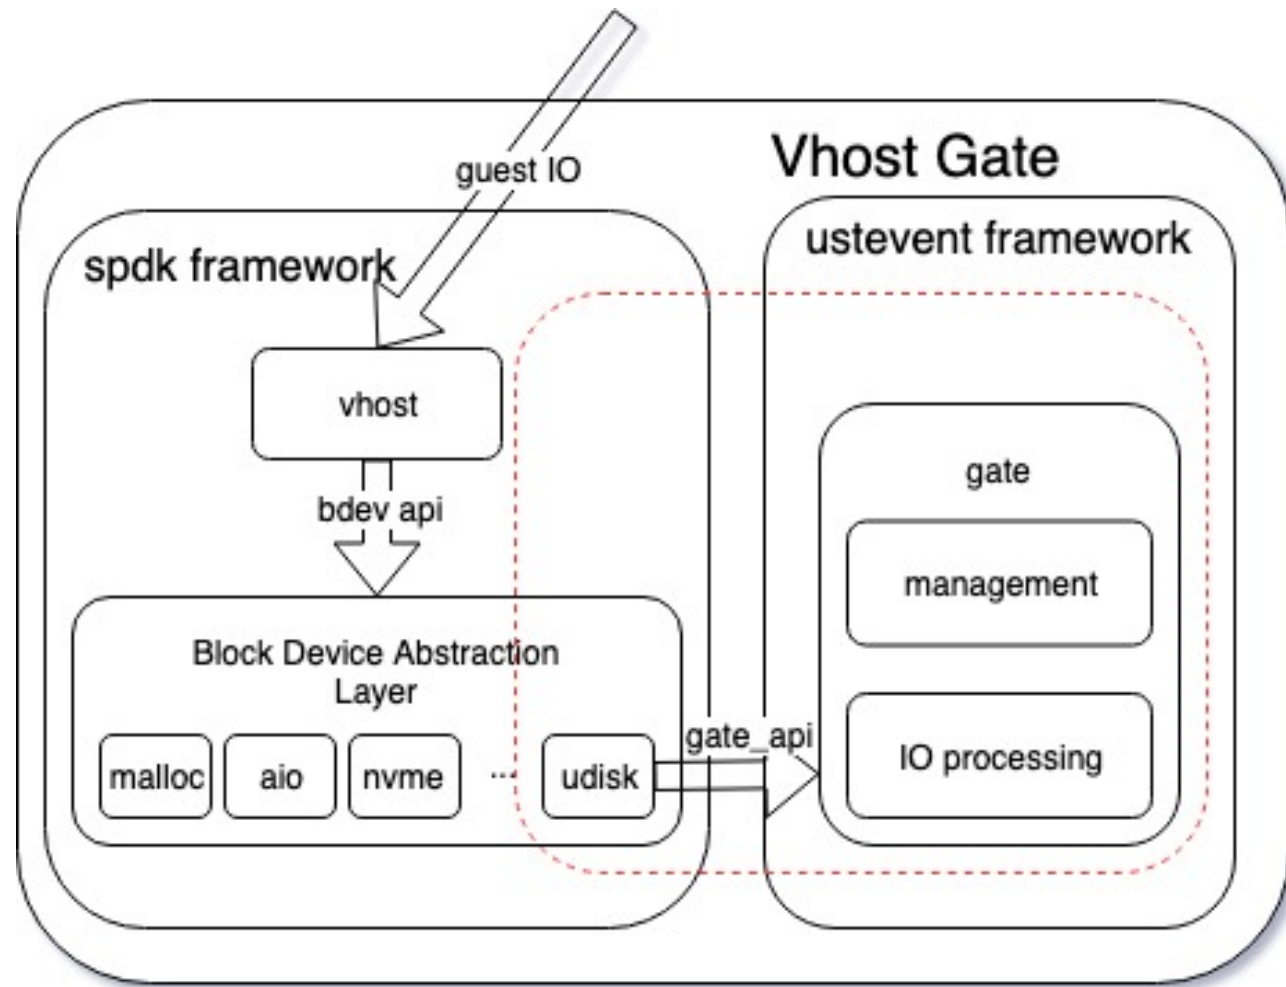 Vhost Gate
guest IO
spdk framework
ustevent framework
vhost
bdev api
Block Device Abstraction
Layer
malloc
aio
nvme
...
udisk
gate_api
gate
management
IO processing